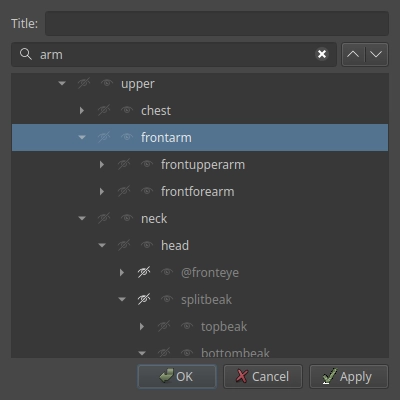 Title:
arm
upper
chest
frontarm
frontupperarm
frontforearm
neck
head
@fronteye
splitbeak
topbeak
bottombeak
OK Cancel Apply